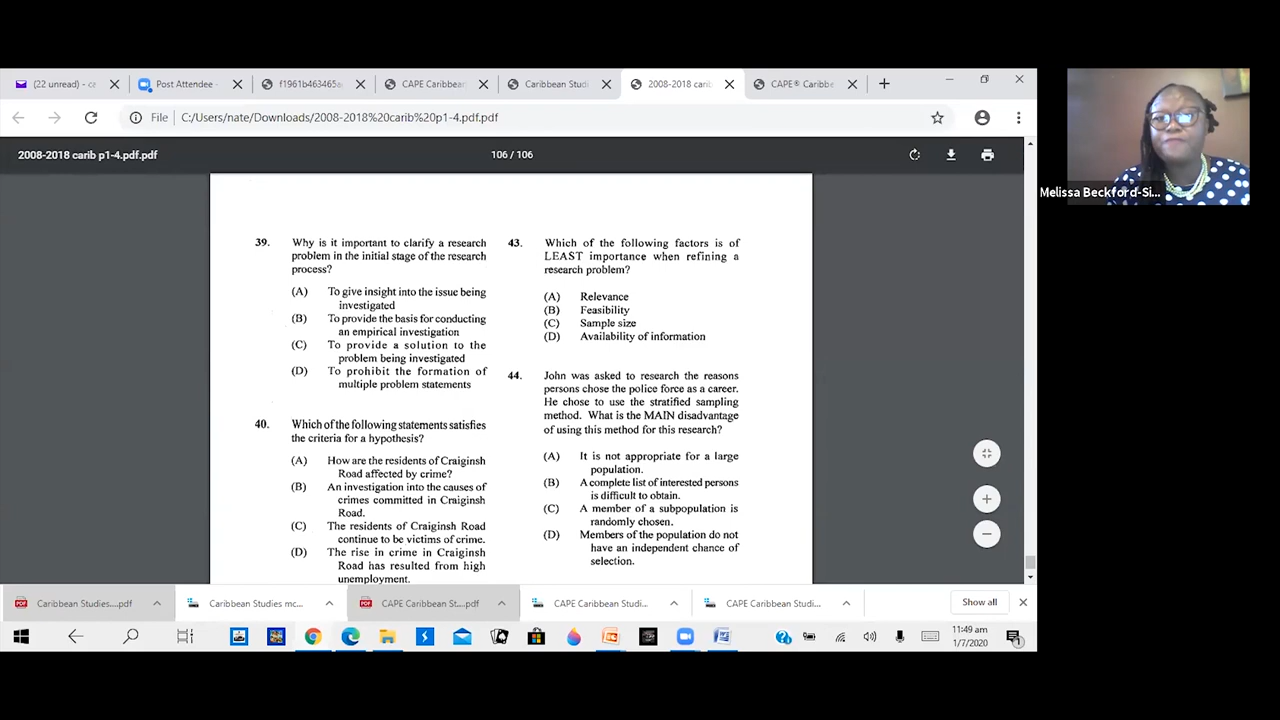 (22 unread) - ca
Post Attendee -
f1961b463465a
CAPE Caribbean
Caribbean Studi
2008-2018 carib
CAPE® Caribbe
File
C:/Users/nate/Downloads/2008-2018%20carib%20p1-4.pdf.pdf
2008-2018 carib p1-4.pdf.pdf
106 / 106
Melissa Beckford-Si...
39. Why is it important to clarify a research
problem in the initial stage of the research
process?
(A) To give insight into the issue being
investigated
(B) To provide the basis for conducting
an empirical investigation
(C) To provide a solution to the
problem being investigated
(D) To prohibit the formation of
multiple problem statements
40. Which of the following statements satisfies
the criteria for a hypothesis?
(A) How are the residents of Craiginsh
Road affected by crime?
(B) An investigation into the causes of
crimes committed in Craiginsh
Road.
(C) The residents of Craiginsh Road
continue to be victims of crime.
(D) The rise in crime in Craiginsh
Road has resulted from high
unemployment.
43. Which of the following factors is of
LEAST importance when refining a
research problem?
(A) Relevance
(B) Feasibility
(C) Sample size
(D) Availability of information
44. John was asked to research the reasons
persons chose the police force as a career.
He chose to use the stratified sampling
method. What is the MAIN disadvantage
of using this method for this research?
(A) It is not appropriate for a large
population.
(B) A complete list of interested persons
is difficult to obtain.
(C) A member of a subpopulation is
randomly chosen.
(D) Members of the population do not
have an independent chance of
selection.
Caribbean Studies....pdf
Caribbean Studies mc...
CAPE Caribbean St....pdf
CAPE Caribbean Studi...
CAPE Caribbean Studi...
Show all
11:49 am
1/7/2020